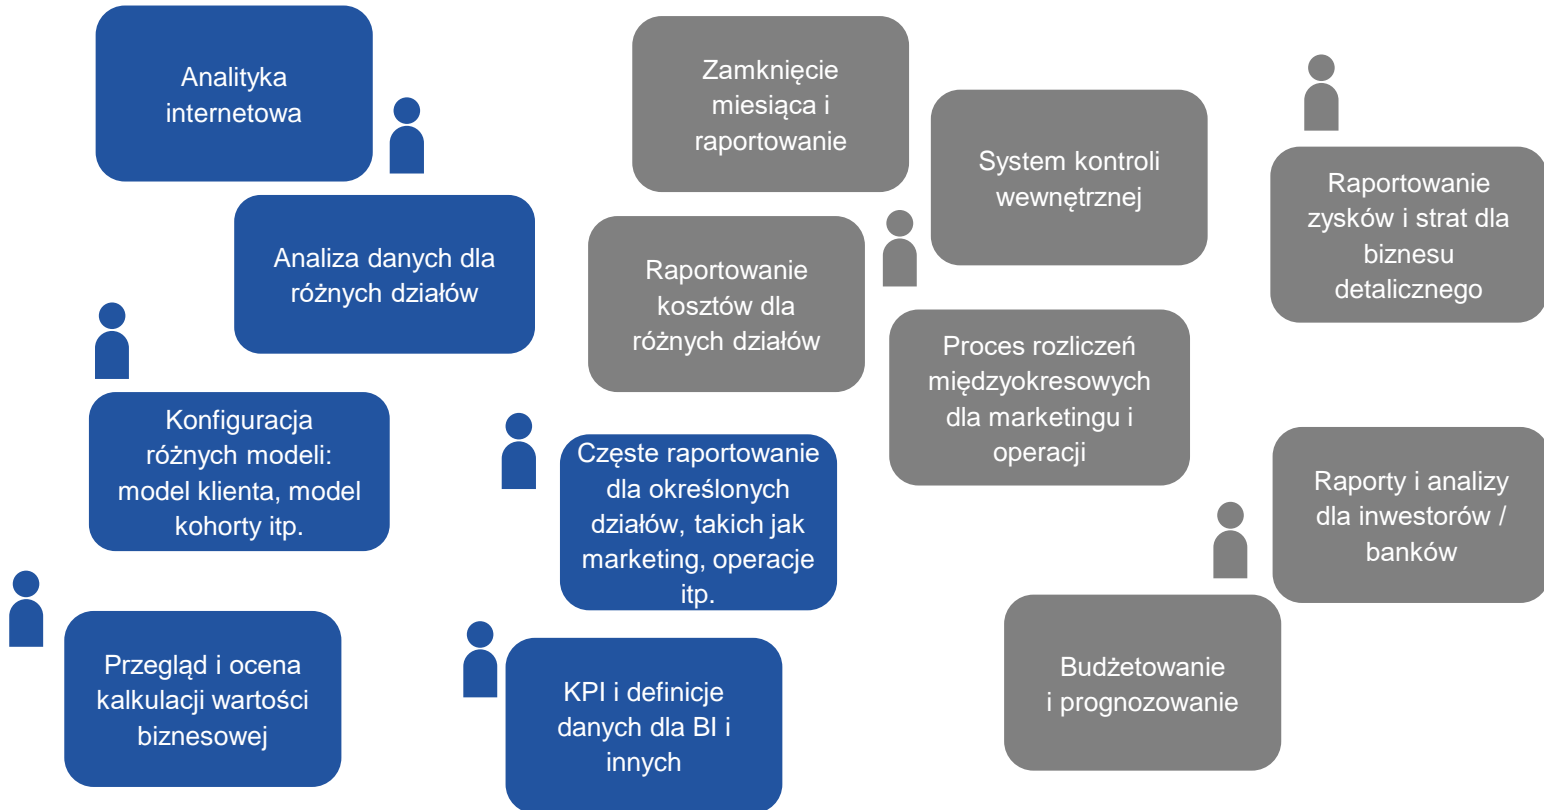 Analityka
internetowa
Analiza danych dla
różnych działów
Konfiguracja
różnych modeli:
model klienta, model
kohorty itp.
Częste raportowanie
dla określonych
działów, takich jak
marketing, operacje
itp.
Przegląd i ocena
kalkulacji wartości
biznesowej
KPI i definicje
danych dla BI i
innych
Zamknięcie
miesiąca i
raportowanie
System kontroli
wewnętrznej
Raportowanie
zysków i strat dla
biznesu
detalicznego
Raportowanie
kosztów dla
różnych działów
Proces rozliczeń
międzyokresowych
dla marketingu i
operacji
Raporty i analizy
dla inwestorów /
banków
Budżetowanie
i prognozowanie